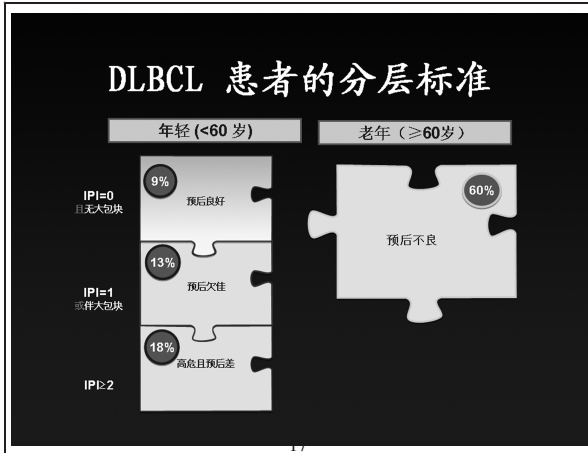 DLBCL 患者的分层标准
年轻 (<60 岁)
老年（≥60岁）
IPI=0
且无大包块
9%
预后良好
IPI=1
或伴大包块
13%
预后欠佳
IPI≥2
18%
高危且预后差
60%
预后不良